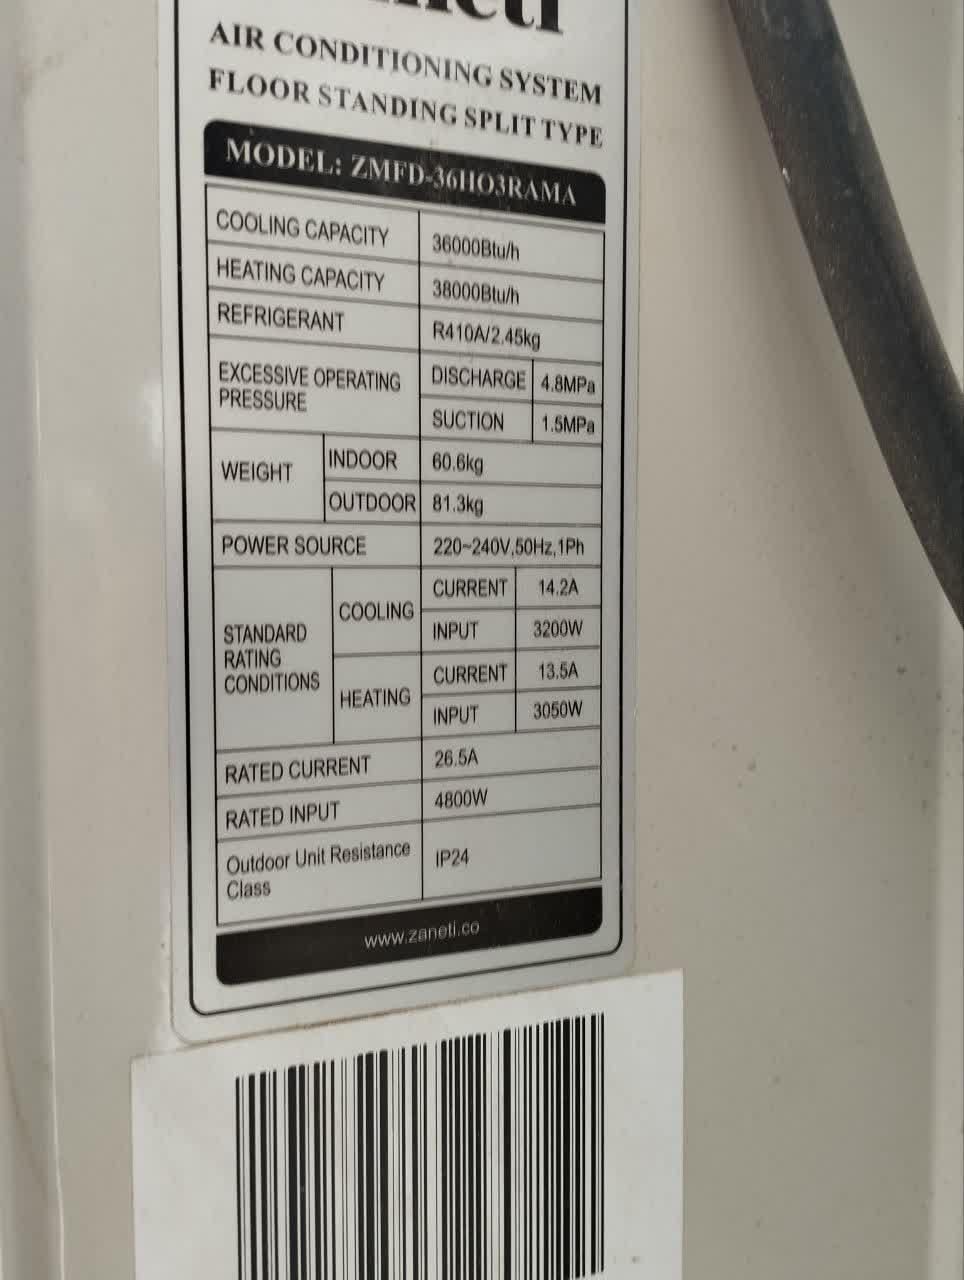 AIR CONDITIONING SYSTEM
FLOOR STANDING SPLIT TYPE
MODEL: ZMFD-36HO3RAMA
COOLING CAPACITY 36000Btu/h
HEATING CAPACITY 38000Btu/h
REFRIGERANT R410A/2.45kg
EXCESSIVE OPERATING PRESSURE DISCHARGE 4.8MPa
SUCTION 1.5MPa
WEIGHT INDOOR 60.6kg
OUTDOOR 81.3kg
POWER SOURCE 220~240V,50Hz,1Ph
STANDARD RATING CONDITIONS COOLING CURRENT 14.2A
INPUT 3200W
HEATING CURRENT 13.5A
INPUT 3050W
RATED CURRENT 26.5A
RATED INPUT 4800W
Outdoor Unit Resistance Class IP24
www.zaneti.co